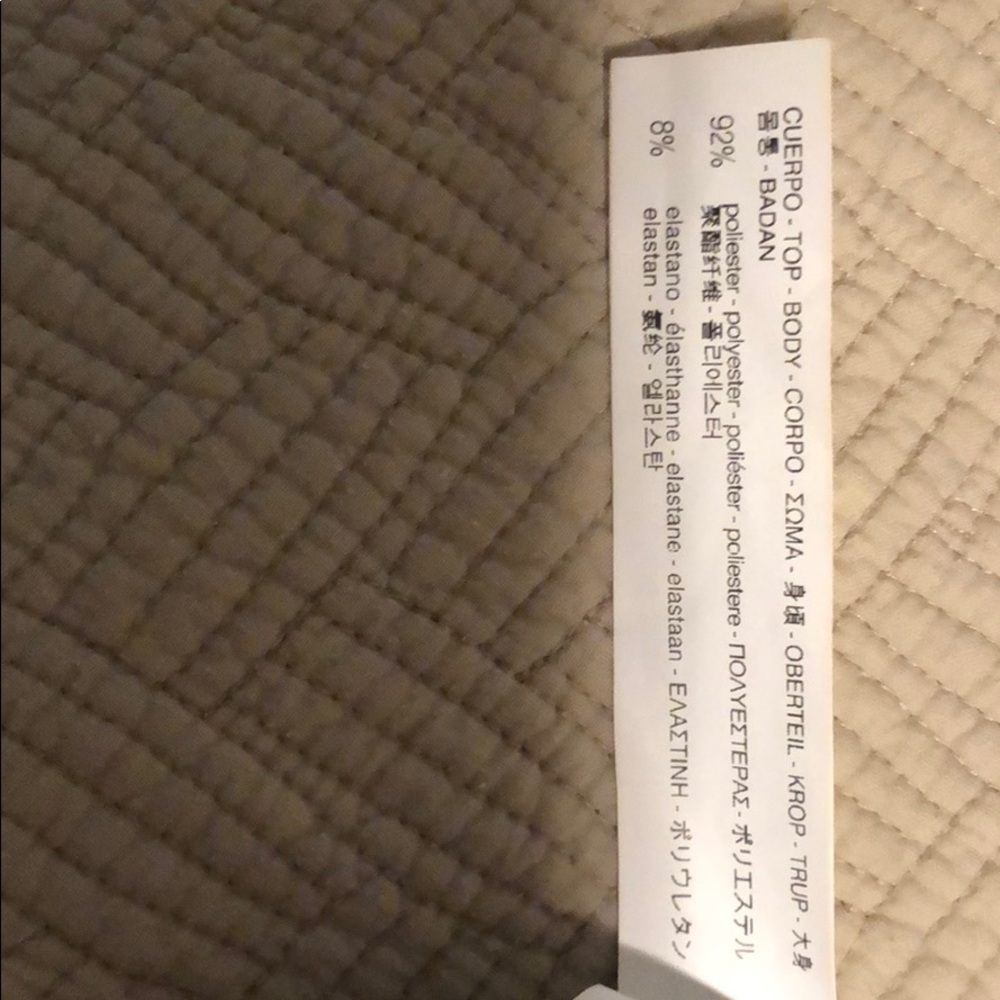 CUERPO - TOP - BODY - CORPO - ΣΩΜΑ - 身頃 - OBERTEIL - KROP - TRUP - 大身
몸통 - BADAN
92% poliester - polyester - poliéster - poliestere - ΠΟΛΥΕΣΤΕΡΑΣ - ポリエステル
聚酯纤维 - 폴리에스터
8% elastano - élasthanne - elastane - elastaan - ΕΛΑΣΤΙΝΗ - ポリウレタン
elastan - 氨纶 - 엘라스탄